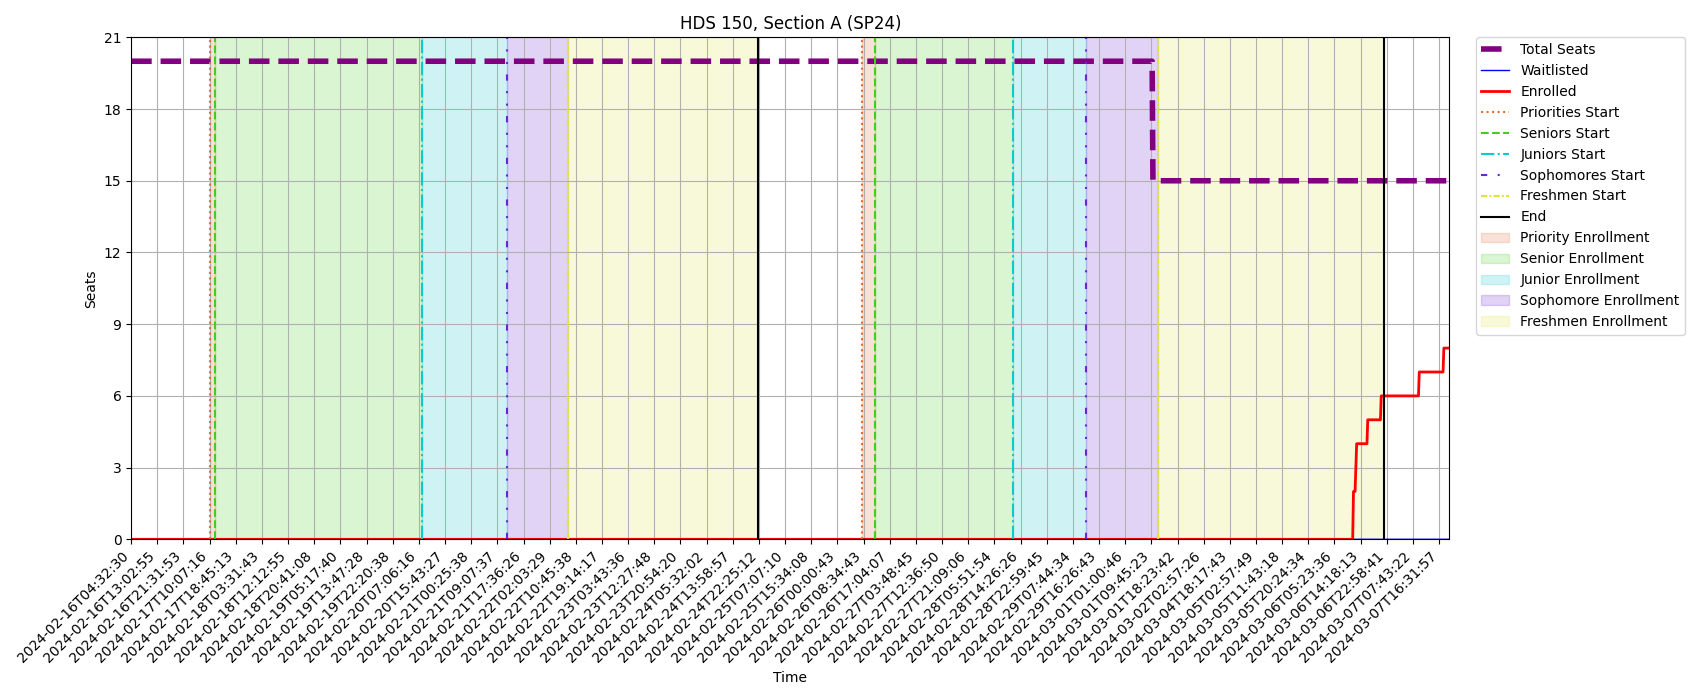 HDS 150, Section A (SP24)
21
18
15
12
9
6
3
0
Seats
2024-02-16T04:32:30
2024-02-16T13:02:55
2024-02-16T21:31:53
2024-02-17T10:07:16
2024-02-17T18:45:13
2024-02-18T03:31:43
2024-02-18T12:12:55
2024-02-18T20:41:08
2024-02-19T05:17:40
2024-02-19T13:47:28
2024-02-19T22:20:38
2024-02-20T07:06:16
2024-02-20T15:43:27
2024-02-21T00:25:38
2024-02-21T09:07:37
2024-02-21T17:36:26
2024-02-22T02:03:29
2024-02-22T10:45:38
2024-02-22T19:14:17
2024-02-23T03:43:36
2024-02-23T12:27:48
2024-02-23T20:54:20
2024-02-24T05:32:02
2024-02-24T13:58:57
2024-02-24T22:25:12
2024-02-25T07:07:10
2024-02-25T15:34:08
2024-02-26T00:00:43
2024-02-26T08:34:43
2024-02-26T17:04:07
2024-02-27T03:48:45
2024-02-27T12:36:50
2024-02-27T21:09:06
2024-02-28T05:51:54
2024-02-28T14:26:26
2024-02-28T22:59:45
2024-02-29T07:44:34
2024-02-29T16:26:43
2024-03-01T01:00:46
2024-03-01T09:45:23
2024-03-01T18:23:42
2024-03-02T02:57:26
2024-03-04T18:17:43
2024-03-05T02:57:49
2024-03-05T11:43:18
2024-03-05T20:24:34
2024-03-06T05:23:36
2024-03-06T14:18:13
2024-03-06T22:58:41
2024-03-07T07:43:22
2024-03-07T16:31:57
Time
Total Seats
Waitlisted
Enrolled
Priorities Start
Seniors Start
Juniors Start
Sophomores Start
Freshmen Start
End
Priority Enrollment
Senior Enrollment
Junior Enrollment
Sophomore Enrollment
Freshmen Enrollment